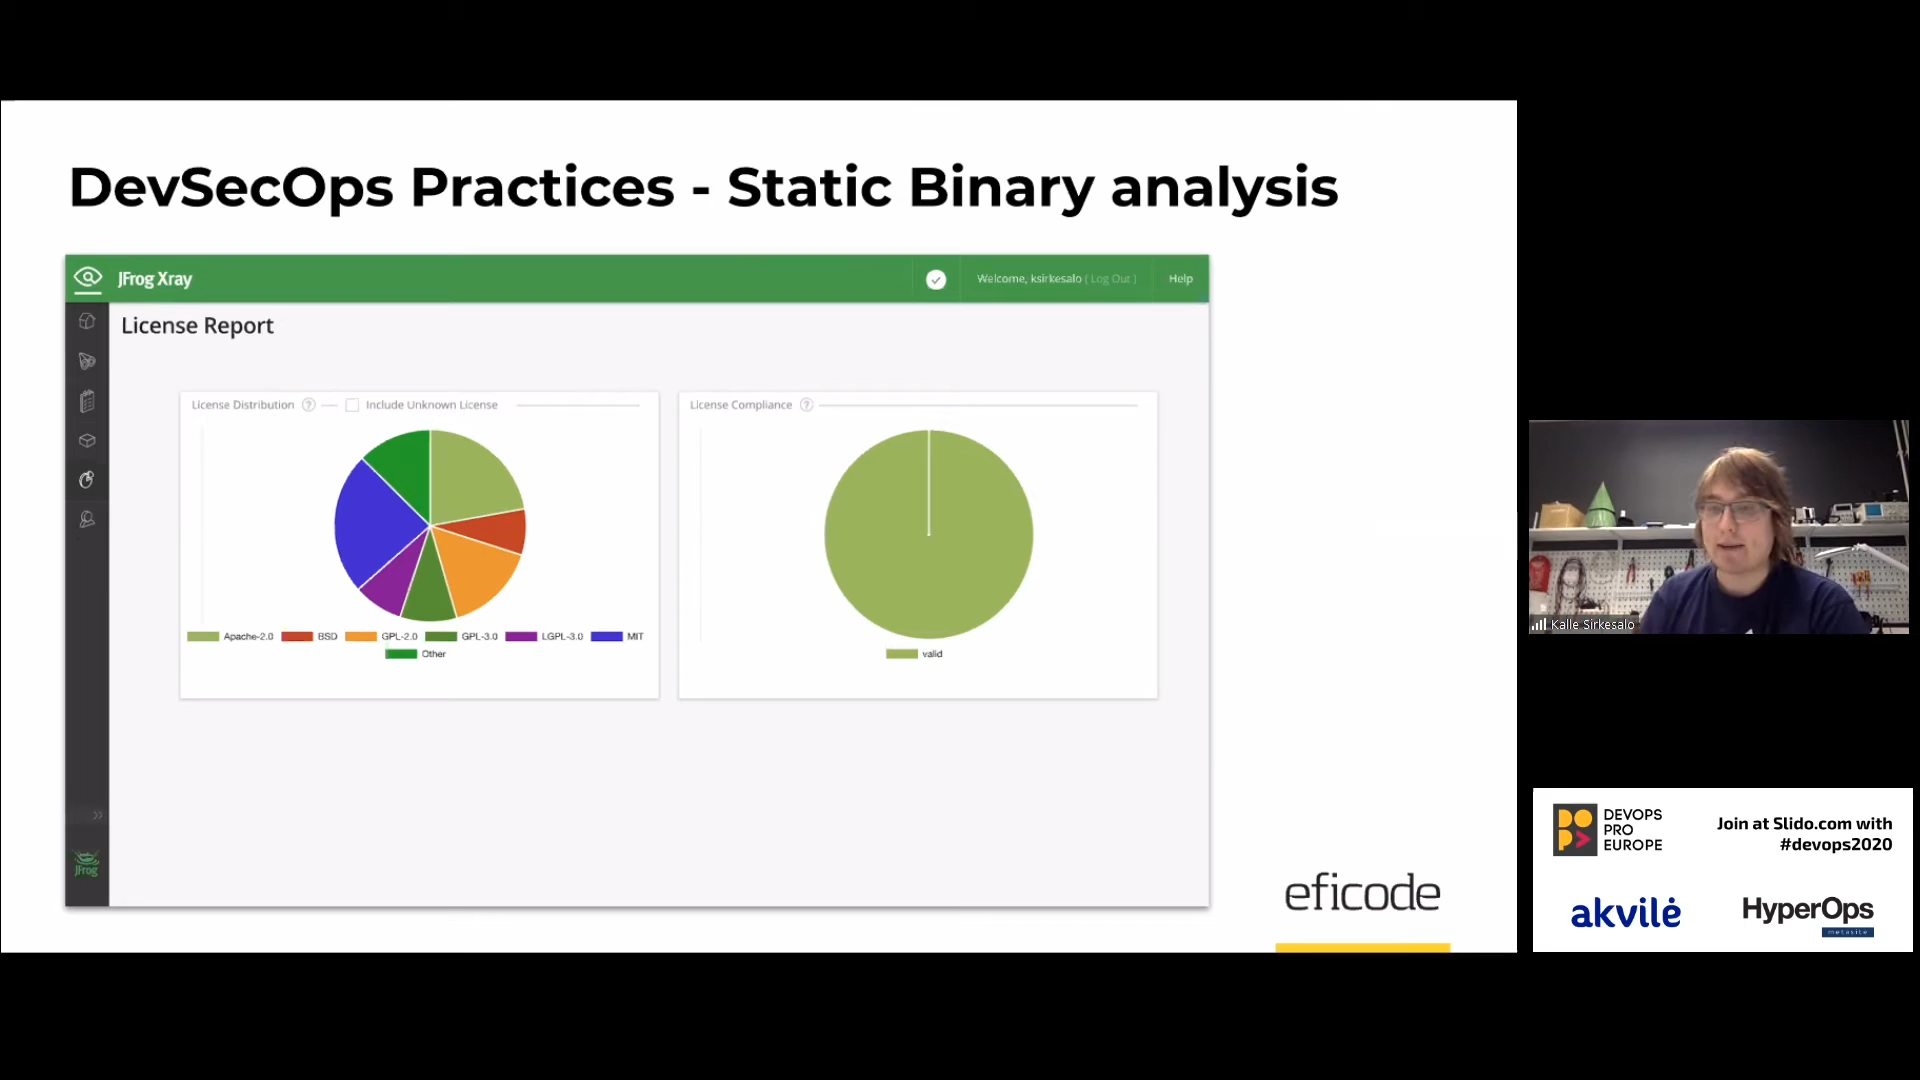 DevSecOps Practices - Static Binary analysis
JFrog Xray
Welcome, ksirkesalo ( Log Out )
Help
License Report
License Distribution ?
Include Unknown License
Apache-2.0 BSD GPL-2.0 GPL-3.0 LGPL-3.0 MIT
Other
License Compliance ?
valid
JFrog
eficode
Kalle Sirkesalo
DEVOPS
PRO
EUROPE
Join at Slido.com with
#devops2020
akvilė
HyperOps
metasite